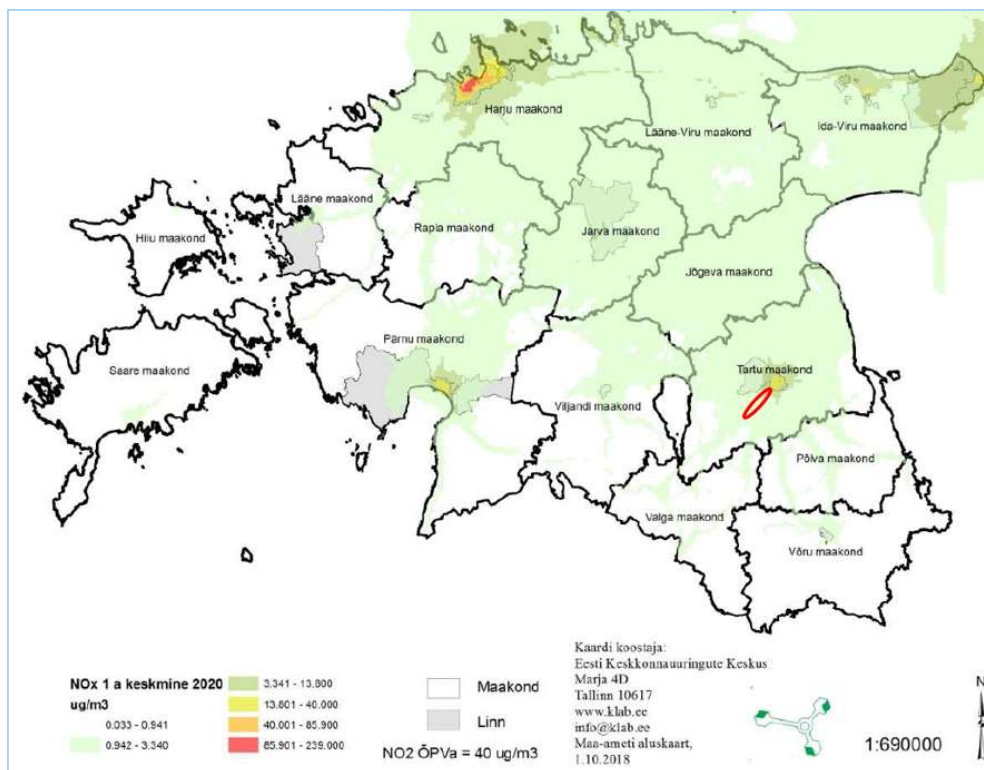 Harju maakond
Lääne-Viru maakond
Ida-Viru maakond
Lääne maakond
Rapla maakond
Järva maakond
Hiiu maakond
Jõgeva maakond
Pärnu maakond
Saare maakond
Tartu maakond
Viljandi maakond
Põlva maakond
Valga maakond
Võru maakond
NOx 1 a keskmine 2020
ug/m3
0.033 - 0.941
0.942 - 3.340
3.341 - 13.800
13.801 - 40.000
40.001 - 85.900
85.901 - 239.000
Maakond
Linn
NO2 ÕPVa = 40 ug/m3
Kaardi koostaja:
Eesti Keskkonnauuringute Keskus
Marja 4D
Tallinn 10617
www.klab.ee
info@klab.ee
Maa-ameti aluskaart,
1.10.2018
1:690000
N